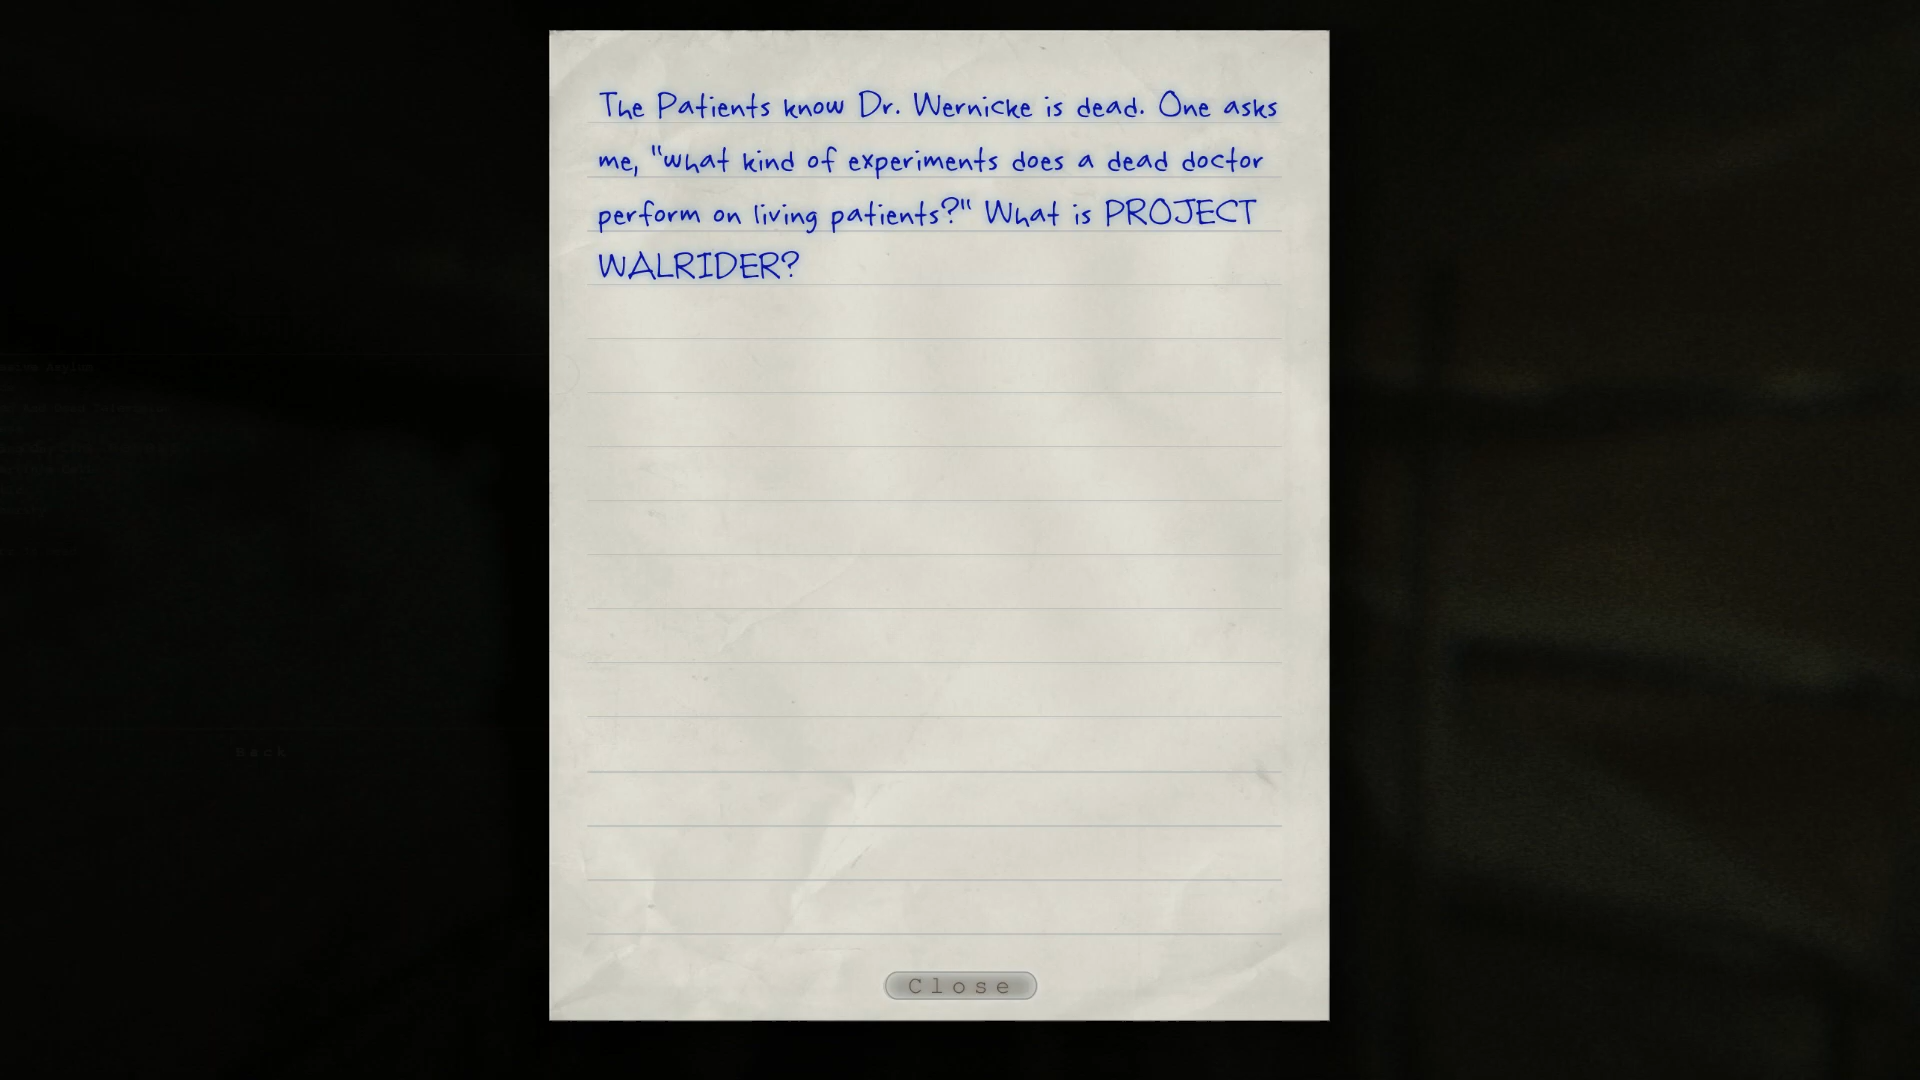 The Patients know Dr. Wernicke is dead. One asks
me, "what kind of experiments does a dead doctor
perform on living patients?" What is PROJECT
WALRIDER?
Back
Close